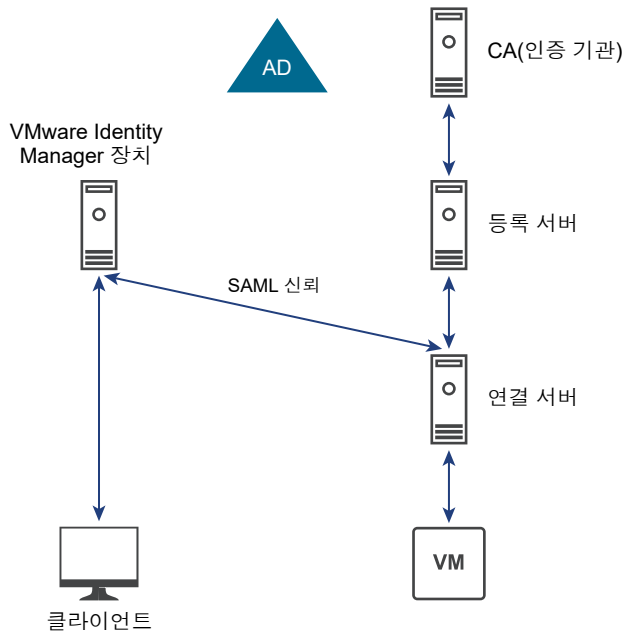 AD
CA(인증 기관)
VMware Identity
Manager 장치
등록 서버
SAML 신뢰
연결 서버
VM
클라이언트